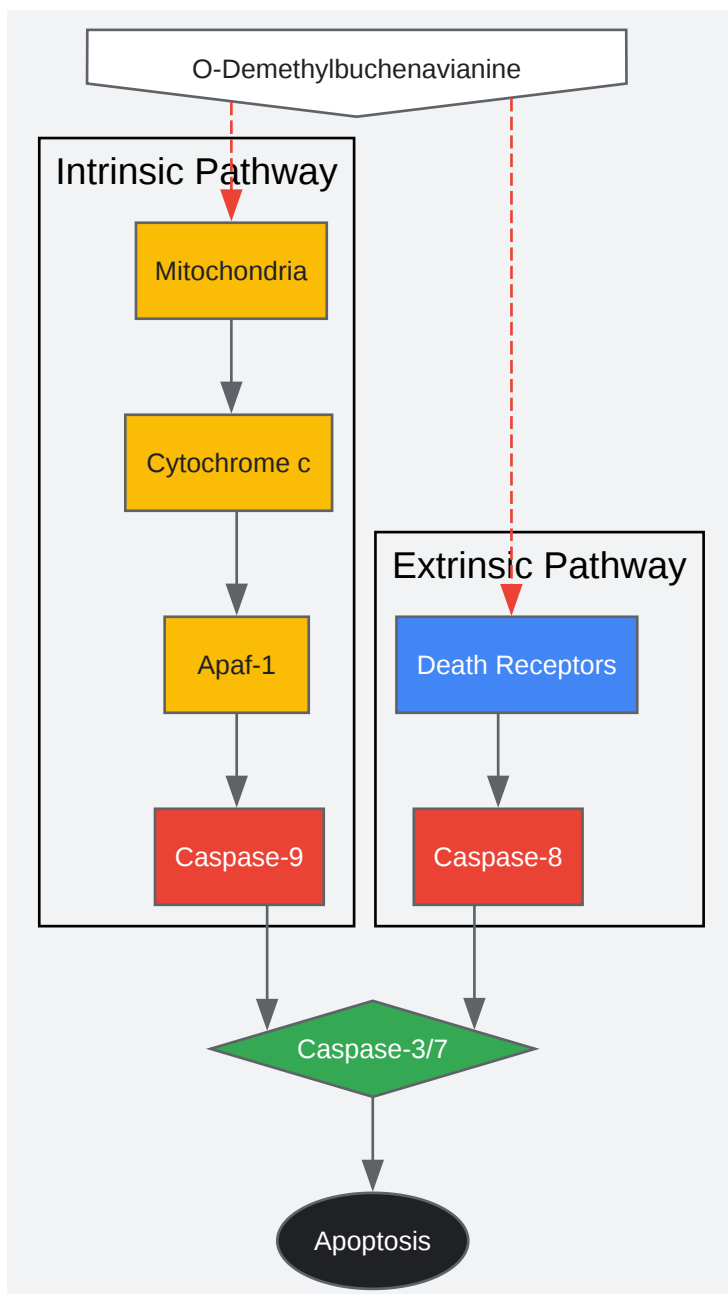 O-Demethylbuchenavianine
Intrinsic Pathway
Mitochondria
Cytochrome c
Apaf-1
Caspase-9
Extrinsic Pathway
Death Receptors
Caspase-8
Caspase-3/7
Apoptosis